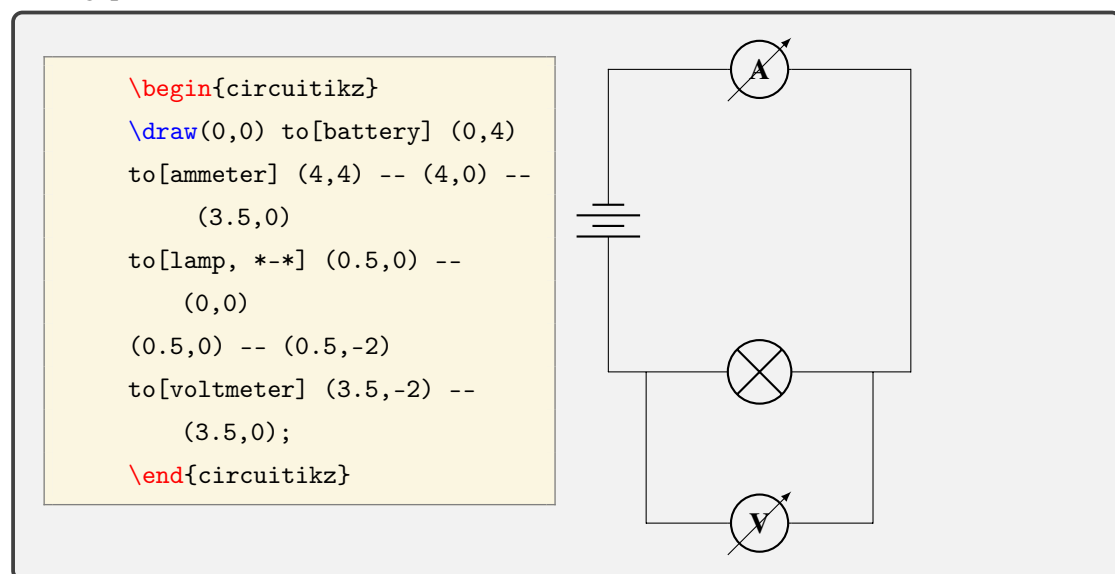 \begin{circuitikz}
\draw(0,0) to[battery] (0,4)
to[ammeter] (4,4) -- (4,0) --
(3.5,0)
to[lamp, *-*] (0.5,0) --
(0,0)
(0.5,0) -- (0.5,-2)
to[voltmeter] (3.5,-2) --
(3.5,0);
\end{circuitikz}
A
V